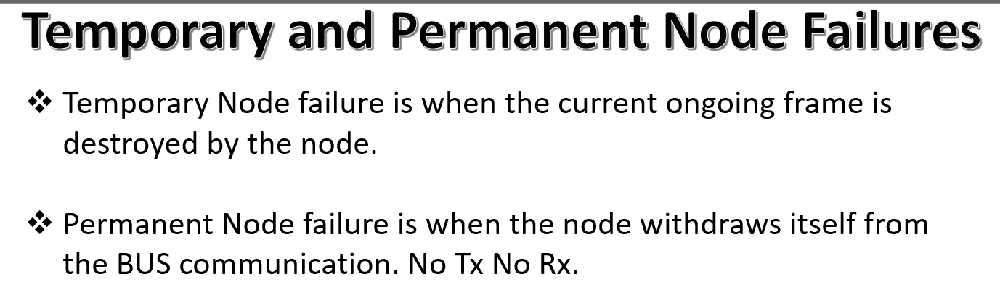 Temporary and Permanent Node Failures
❖ Temporary Node failure is when the current ongoing frame is
destroyed by the node.
❖ Permanent Node failure is when the node withdraws itself from
the BUS communication. No Tx No Rx.